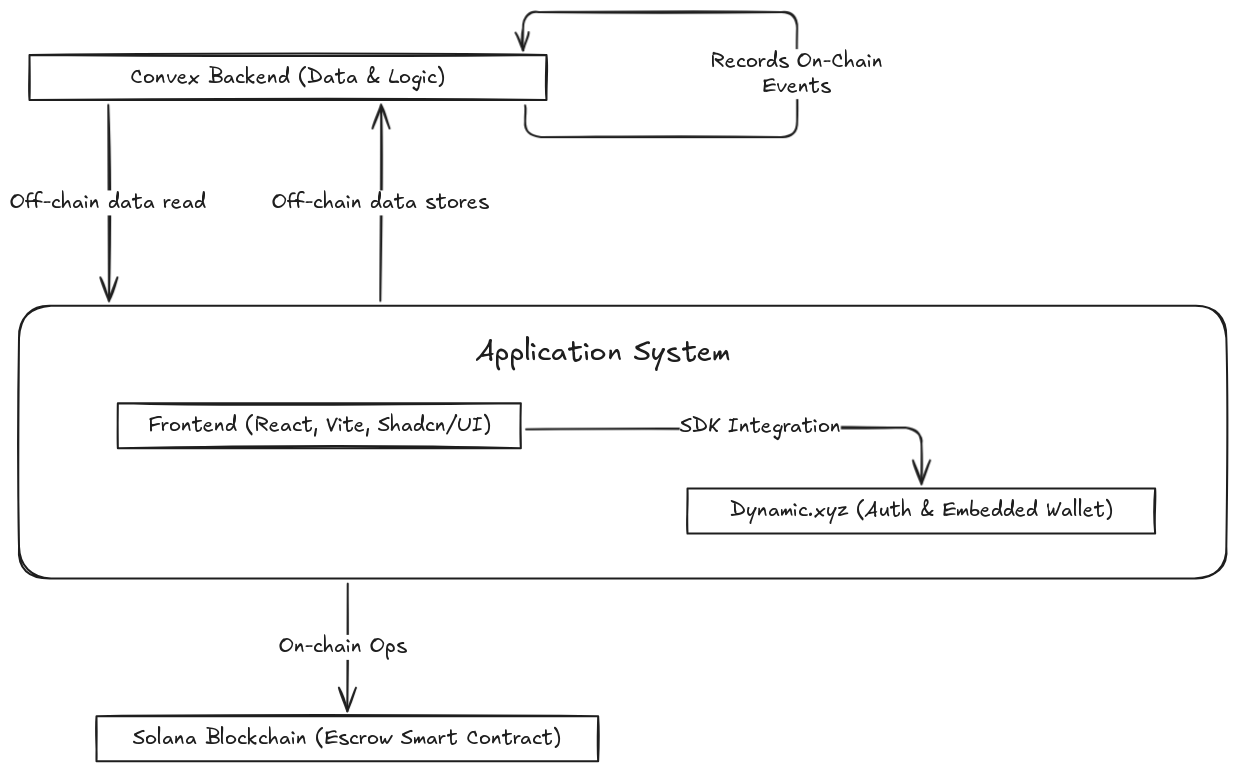 Records On-Chain
Events
Convex Backend (Data & Logic)
Off-chain data read
Off-chain data stores
Application System
Frontend (React, Vite, Shadcn/UI)
SDK Integration
Dynamic.xyz (Auth & Embedded Wallet)
On-chain Ops
Solana Blockchain (Escrow Smart Contract)